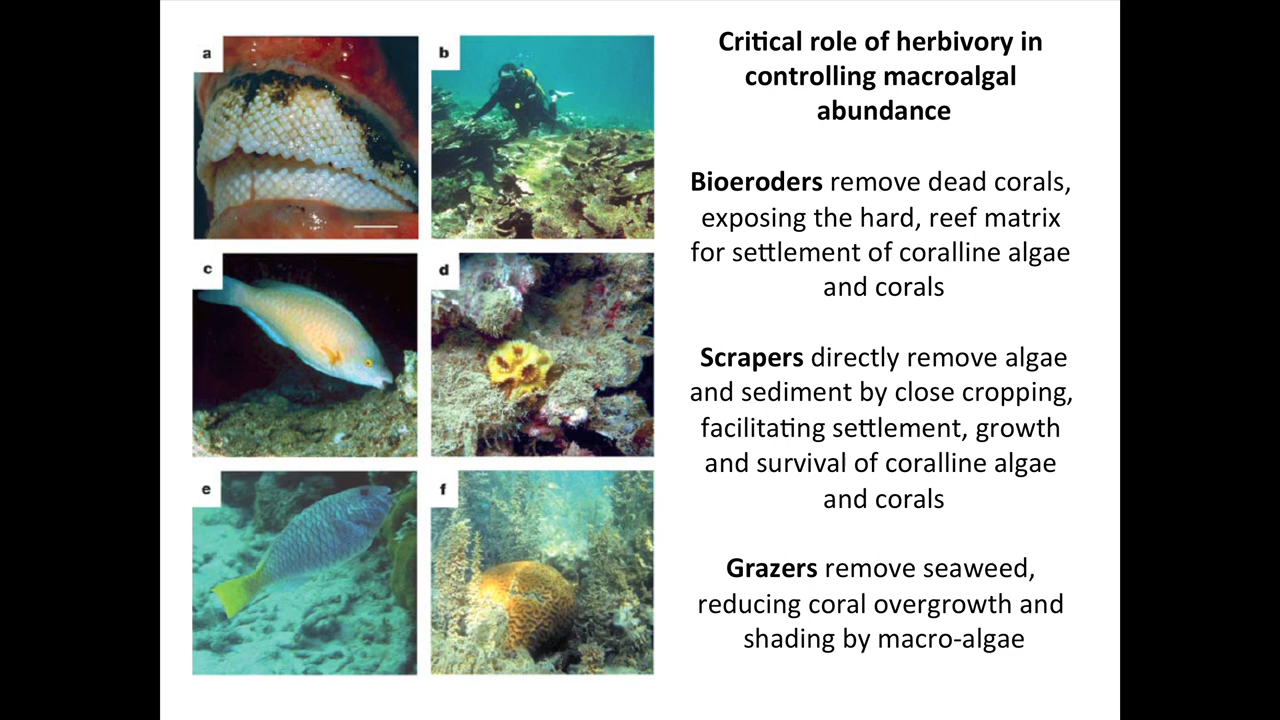 a
b
c
d
e
f
Critical role of herbivory in
controlling macroalgal
abundance
Bioeroders remove dead corals,
exposing the hard, reef matrix
for settlement of coralline algae
and corals
Scrapers directly remove algae
and sediment by close cropping,
facilitating settlement, growth
and survival of coralline algae
and corals
Grazers remove seaweed,
reducing coral overgrowth and
shading by macro-algae